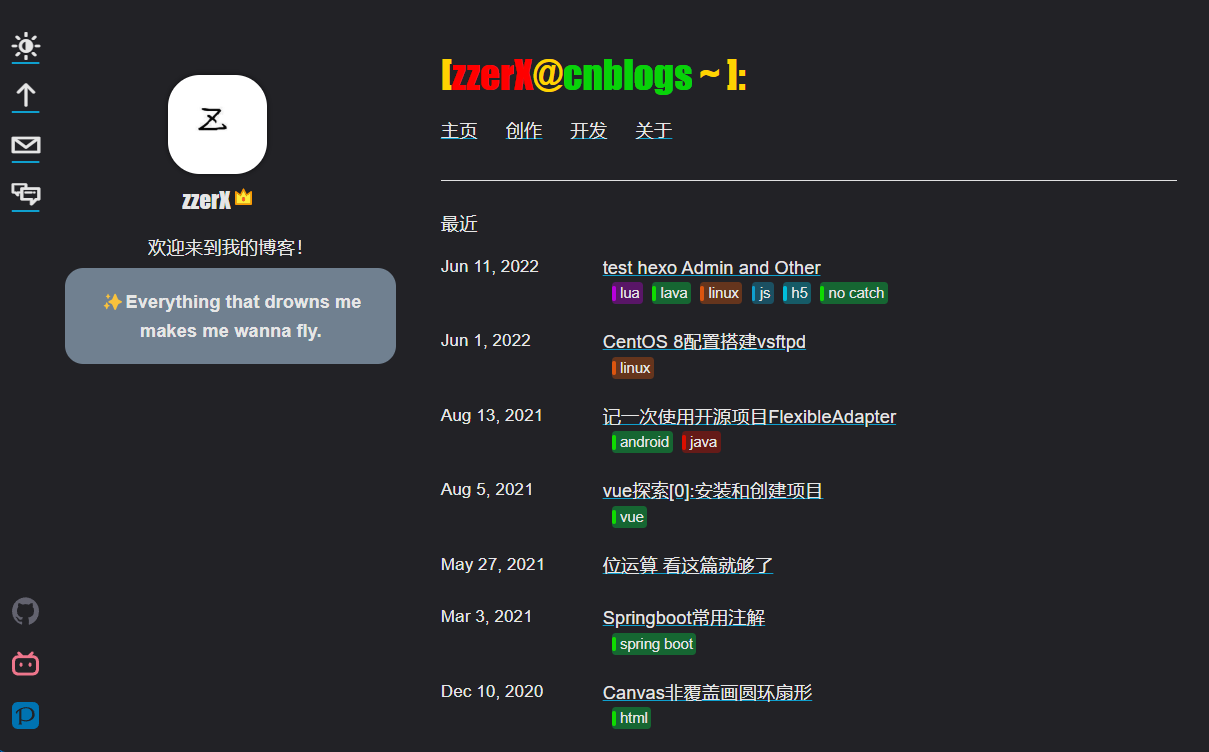 [zzerX@cnblogs ~ ]:
主页 创作 开发 关于
zzerX
欢迎来到我的博客！
✨Everything that drowns me
makes me wanna fly.
最近
Jun 11, 2022 test hexo Admin and Other
lua lava linux js h5 no catch
Jun 1, 2022 CentOS 8配置搭建vsftpd
linux
Aug 13, 2021 记一次使用开源项目FlexibleAdapter
android java
Aug 5, 2021 vue探索[0]:安装和创建项目
vue
May 27, 2021 位运算 看这篇就够了
Mar 3, 2021 Springboot常用注解
spring boot
Dec 10, 2020 Canvas非覆盖画圆环扇形
html